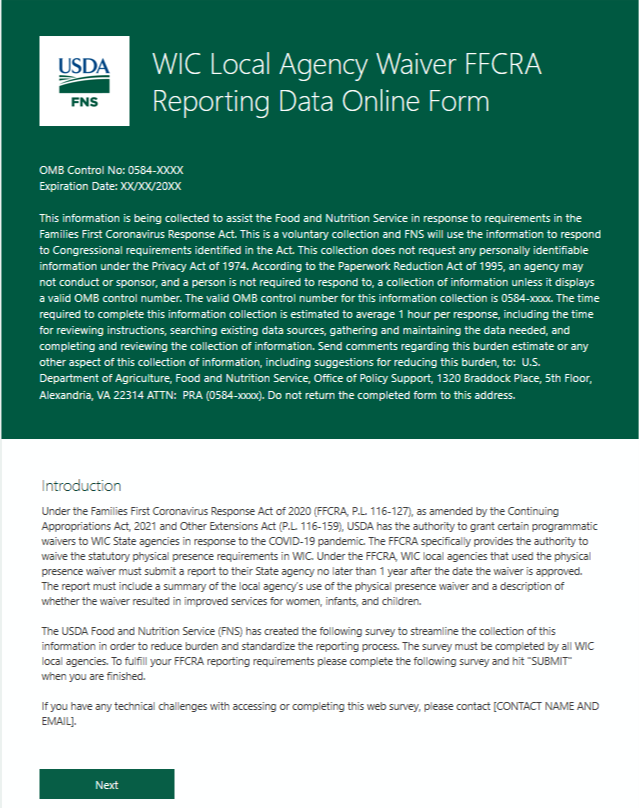 USDA
FNS
WIC Local Agency Waiver FFCRA
Reporting Data Online Form
OMB Control No: 0584-XXXX
Expiration Date: XX/XX/20XX
This information is being collected to assist the Food and Nutrition Service in response to requirements in the
Families First Coronavirus Response Act. This is a voluntary collection and FNS will use the information to respond
to Congressional requirements identified in the Act. This collection does not request any personally identifiable
information under the Privacy Act of 1974. According to the Paperwork Reduction Act of 1995, an agency may
not conduct or sponsor, and a person is not required to respond to, a collection of information unless it displays
a valid OMB control number. The valid OMB control number for this information collection is 0584-xxxx. The time
required to complete this information collection is estimated to average 1 hour per response, including the time
for reviewing instructions, searching existing data sources, gathering and maintaining the data needed, and
completing and reviewing the collection of information. Send comments regarding this burden estimate or any
other aspect of this collection of information, including suggestions for reducing this burden, to: U.S.
Department of Agriculture, Food and Nutrition Service, Office of Policy Support, 1320 Braddock Place, 5th Floor,
Alexandria, VA 22314 ATTN: PRA (0584-xxxx). Do not return the completed form to this address.
Introduction
Under the Families First Coronavirus Response Act of 2020 (FFCRA, P.L. 116-127), as amended by the Continuing
Appropriations Act, 2021 and Other Extensions Act (P.L. 116-159), USDA has the authority to grant certain programmatic
waivers to WIC State agencies in response to the COVID-19 pandemic. The FFCRA specifically provides the authority to
waive the statutory physical presence requirements in WIC. Under the FFCRA, WIC local agencies that used the physical
presence waiver must submit a report to their State agency no later than 1 year after the date the waiver is approved.
The report must include a summary of the local agency's use of the physical presence waiver and a description of
whether the waiver resulted in improved services for women, infants, and children.
The USDA Food and Nutrition Service (FNS) has created the following survey to streamline the collection of this
information in order to reduce burden and standardize the reporting process. The survey must be completed by all WIC
local agencies. To fulfill your FFCRA reporting requirements please complete the following survey and hit "SUBMIT"
when you are finished.
If you have any technical challenges with accessing or completing this web survey, please contact [CONTACT NAME AND
EMAIL].
Next